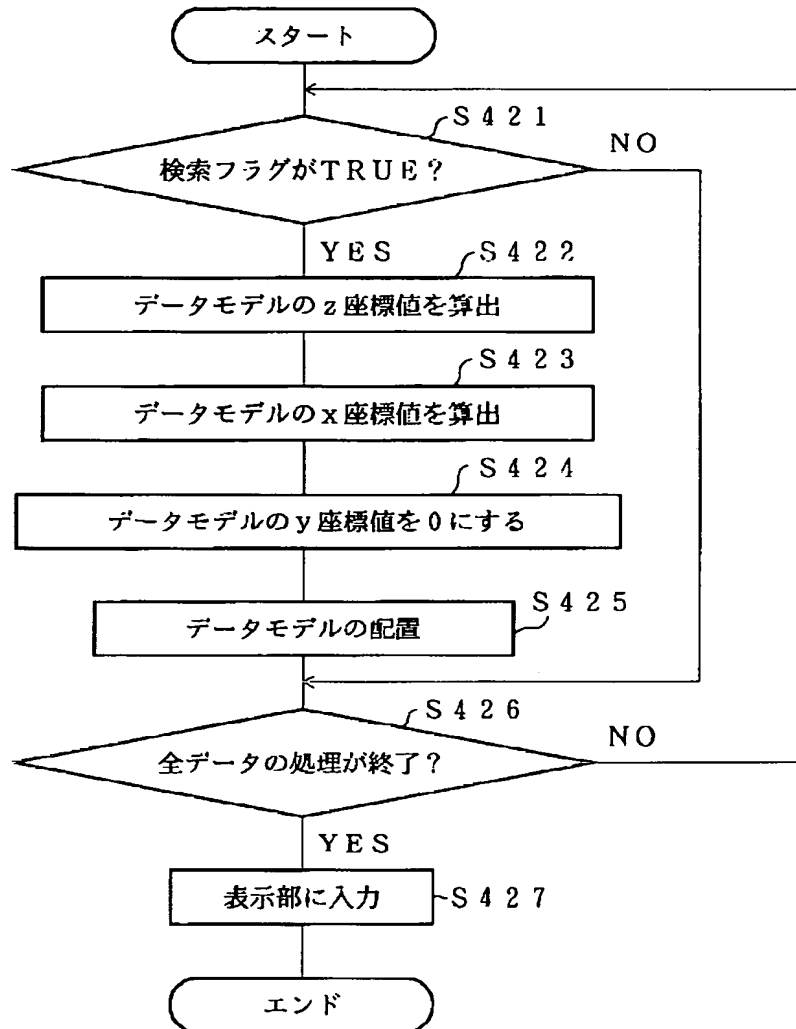 スタート
S421
検索フラグがTRUE?
NO
YES
S422
データモデルのz座標値を算出
S423
データモデルのx座標値を算出
S424
データモデルのy座標値を0にする
S425
データモデルの配置
S426
全データの処理が終了?
NO
YES
表示部に入力
S427
エンド